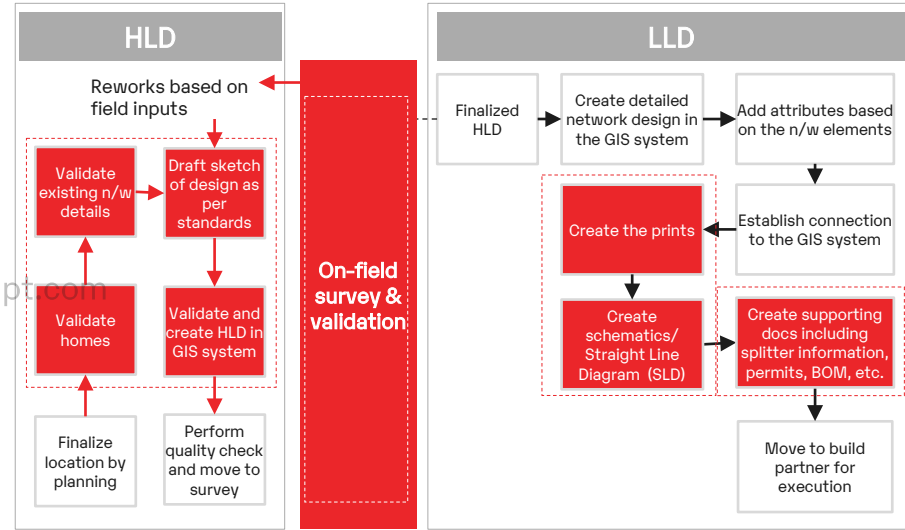 HLD
Reworks based on
field inputs
Validate
existing n/w
details
Draft sketch
of design as
per
standards
Validate
homes
Validate and
create HLD in
GIS system
Finalize
location by
planning
Perform
quality check
and move to
survey
pt.com
On-field
survey &
validation
LLD
Finalized
HLD
Create detailed
network design in
the GIS system
Add attributes based
on the n/w elements
Create the prints
Establish connection
to the GIS system
Create
schematics/
Straight Line
Diagram (SLD)
Create supporting
docs including
splitter information,
permits, BOM, etc.
Move to build
partner for
execution